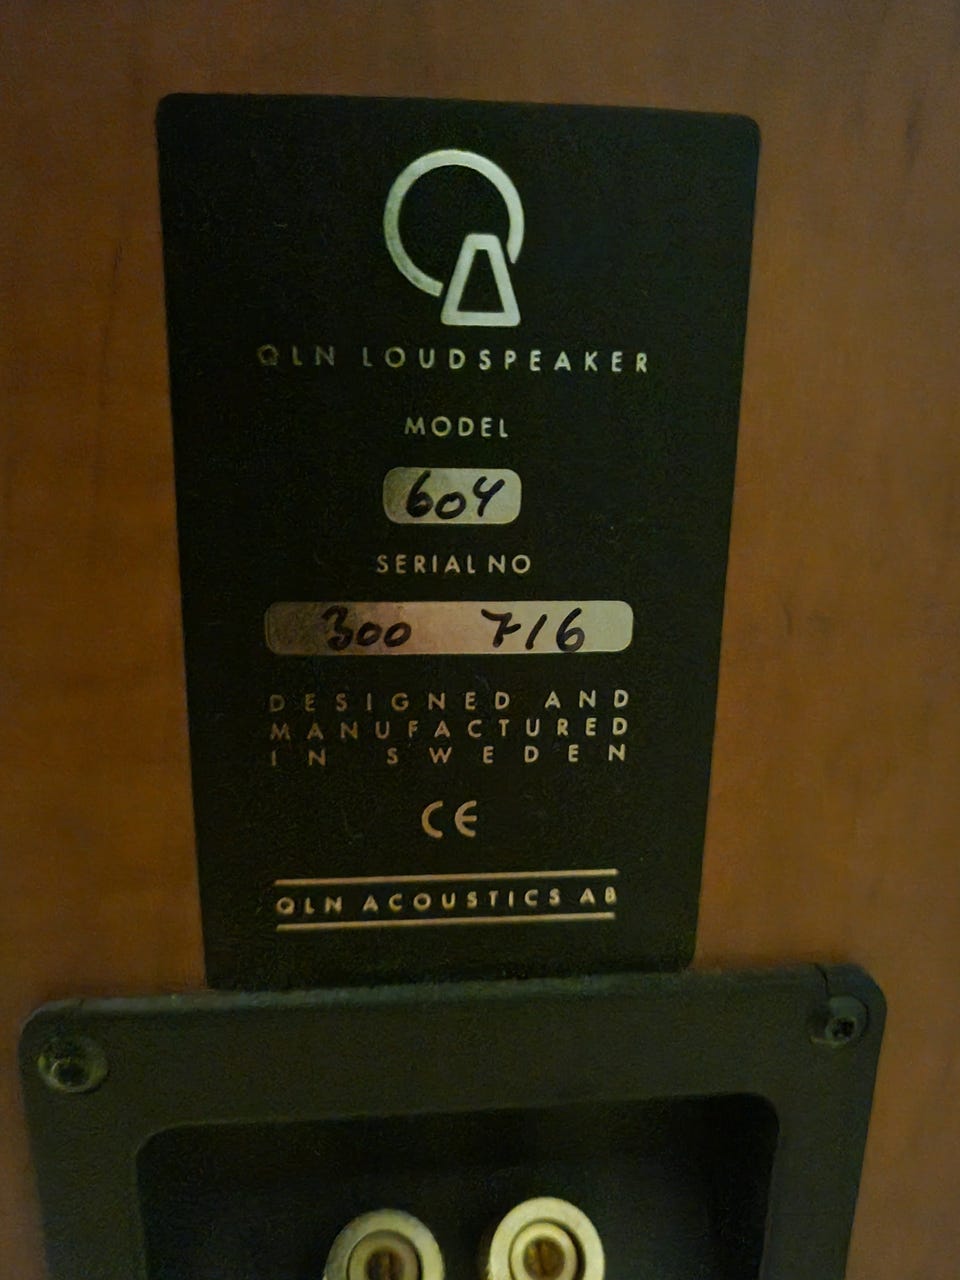 QLN LOUDSPEAKER
MODEL
604
SERIAL NO
300 716
DESIGNED AND
MANUFACTURED
IN SWEDEN
CE
QLN ACOUSTICS AB